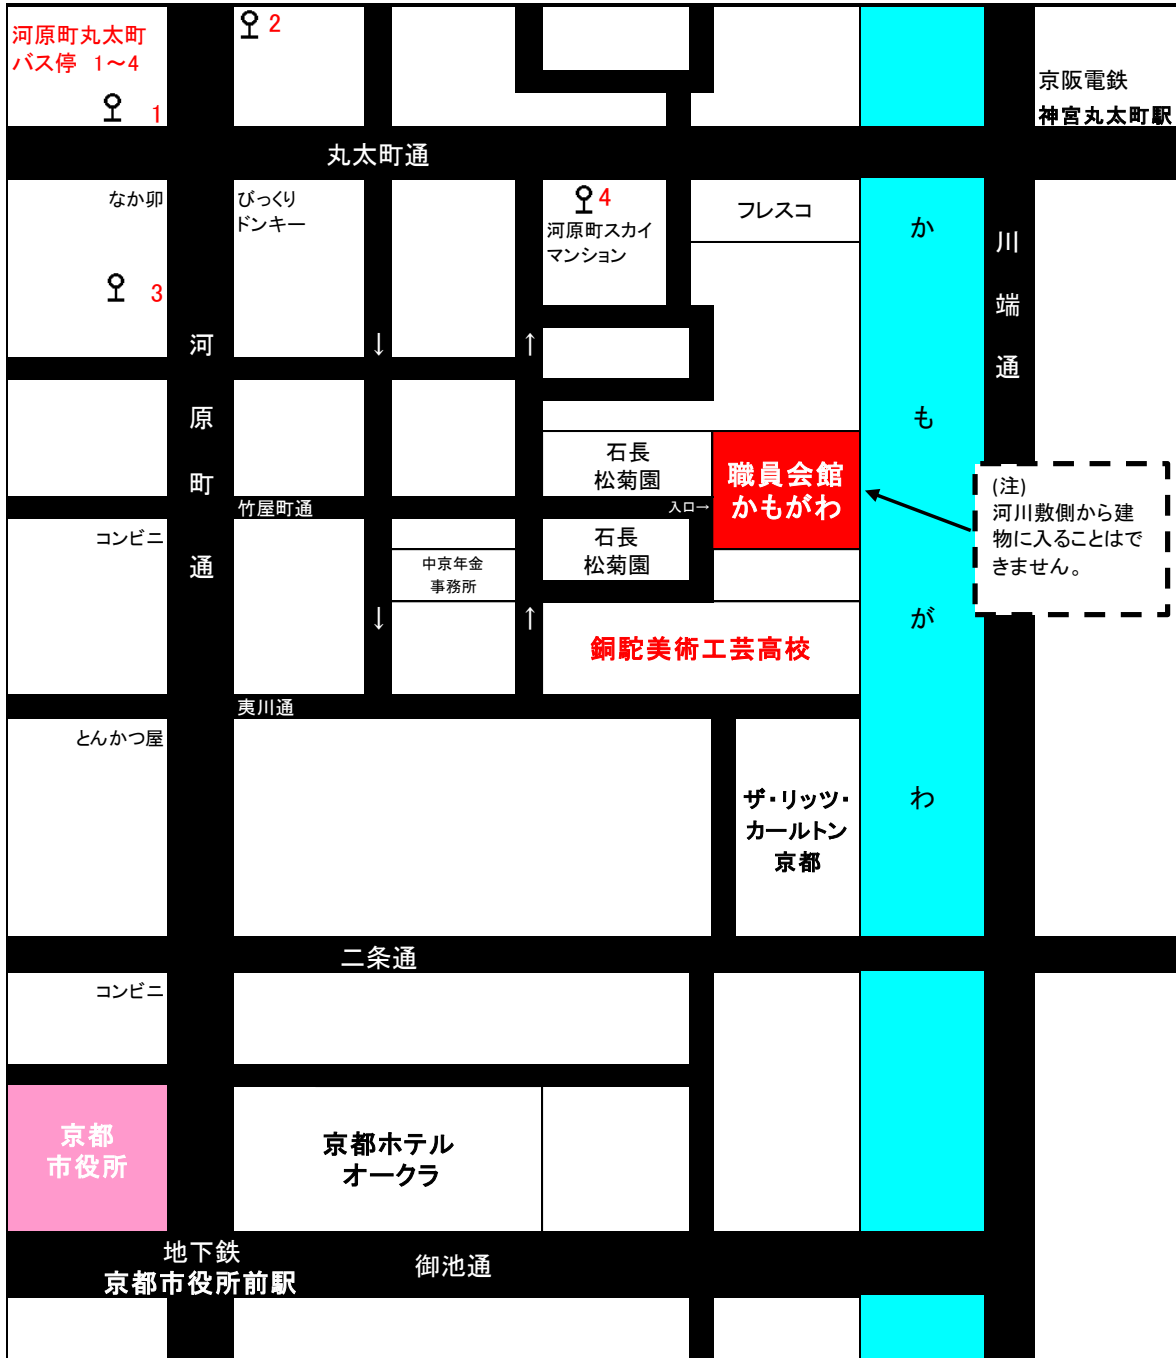 河原町丸太町
バス停 1～4
1
2
京阪電鉄
神宮丸太町駅
丸太町通
なか卯
びっくり
ドンキー
4
河原町スカイ
マンション
フレスコ
3
河
原
町
通
↓
↑
か
も
が
わ
川
端
通
石長
松菊園
職員会館
かもがわ
竹屋町通
入口→
(注)
河川敷側から建
物に入ることはで
きません。
コンビニ
中京年金
事務所
石長
松菊園
↓
↑
銅駝美術工芸高校
夷川通
とんかつ屋
ザ・リッツ・
カールトン
京都
二条通
コンビニ
京都
市役所
京都ホテル
オークラ
地下鉄
京都市役所前駅
御池通